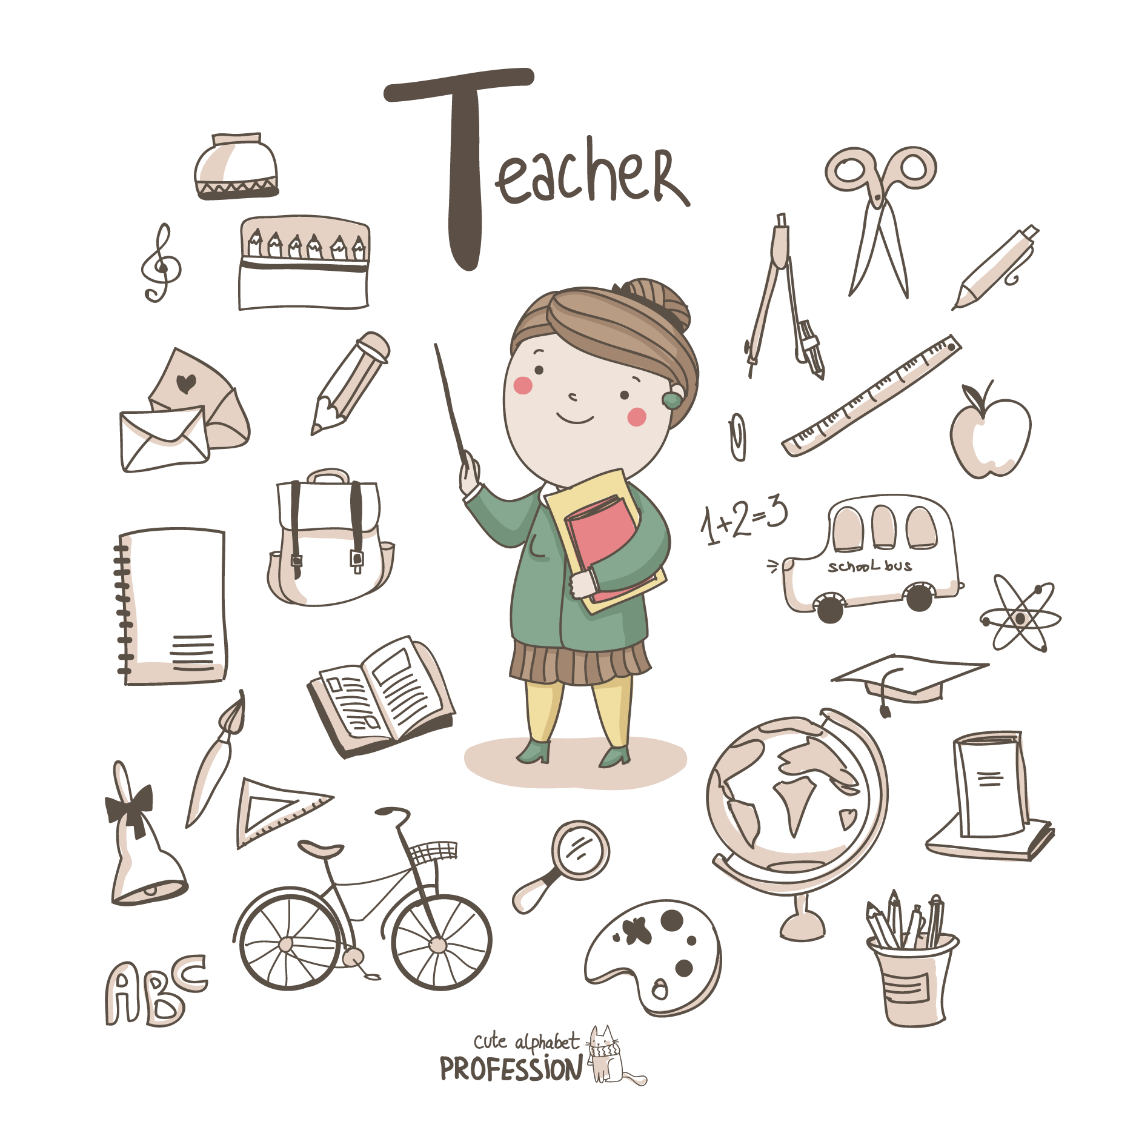 Teacher
1+2=3
school bus
ABC
cute alphabet
PROFESSION